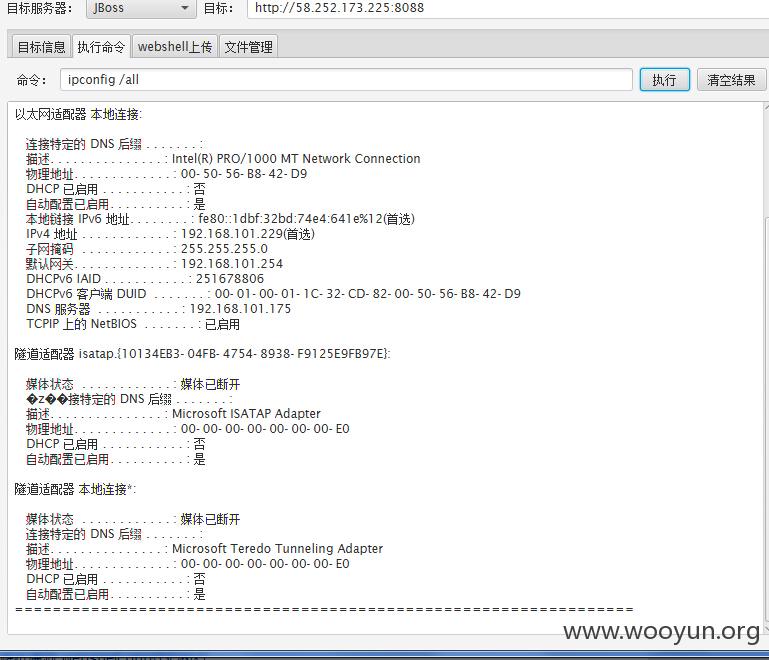 目标服务器： JBoss 目标： http://58.252.173.225:8088
目标信息 执行命令 webshell上传 文件管理
命令： ipconfig /all 执行 清空结果
以太网适配器 本地连接:
连接特定的 DNS 后缀 . . . . . . . :
描述. . . . . . . . . . . . . . . : Intel(R) PRO/1000 MT Network Connection
物理地址. . . . . . . . . . . . . : 00-50-56-B8-42-D9
DHCP 已启用 . . . . . . . . . . . : 否
自动配置已启用. . . . . . . . . . : 是
本地链接 IPv6 地址. . . . . . . . : fe80::1dbf:32bd:74e4:641e%12(首选)
IPv4 地址 . . . . . . . . . . . . : 192.168.101.229(首选)
子网掩码 . . . . . . . . . . . . : 255.255.255.0
默认网关. . . . . . . . . . . . . : 192.168.101.254
DHCPv6 IAID . . . . . . . . . . . : 251678806
DHCPv6 客户端 DUID . . . . . . . : 00-01-00-01-1C-32-CD-82-00-50-56-B8-42-D9
DNS 服务器 . . . . . . . . . . . : 192.168.101.175
TCPIP 上的 NetBIOS . . . . . . . : 已启用
隧道适配器 isatap.{10134EB3-04FB-4754-8938-F9125E9FB97E}:
媒体状态 . . . . . . . . . . . . : 媒体已断开
�z��接特定的 DNS 后缀 . . . . . . . :
描述. . . . . . . . . . . . . . . : Microsoft ISATAP Adapter
物理地址. . . . . . . . . . . . . : 00-00-00-00-00-00-00-E0
DHCP 已启用 . . . . . . . . . . . : 否
自动配置已启用. . . . . . . . . . : 是
隧道适配器 本地连接*:
媒体状态 . . . . . . . . . . . . : 媒体已断开
连接特定的 DNS 后缀 . . . . . . . :
描述. . . . . . . . . . . . . . . : Microsoft Teredo Tunneling Adapter
物理地址. . . . . . . . . . . . . : 00-00-00-00-00-00-00-E0
DHCP 已启用 . . . . . . . . . . . : 否
自动配置已启用. . . . . . . . . . : 是
================================================================
www.wooyun.org